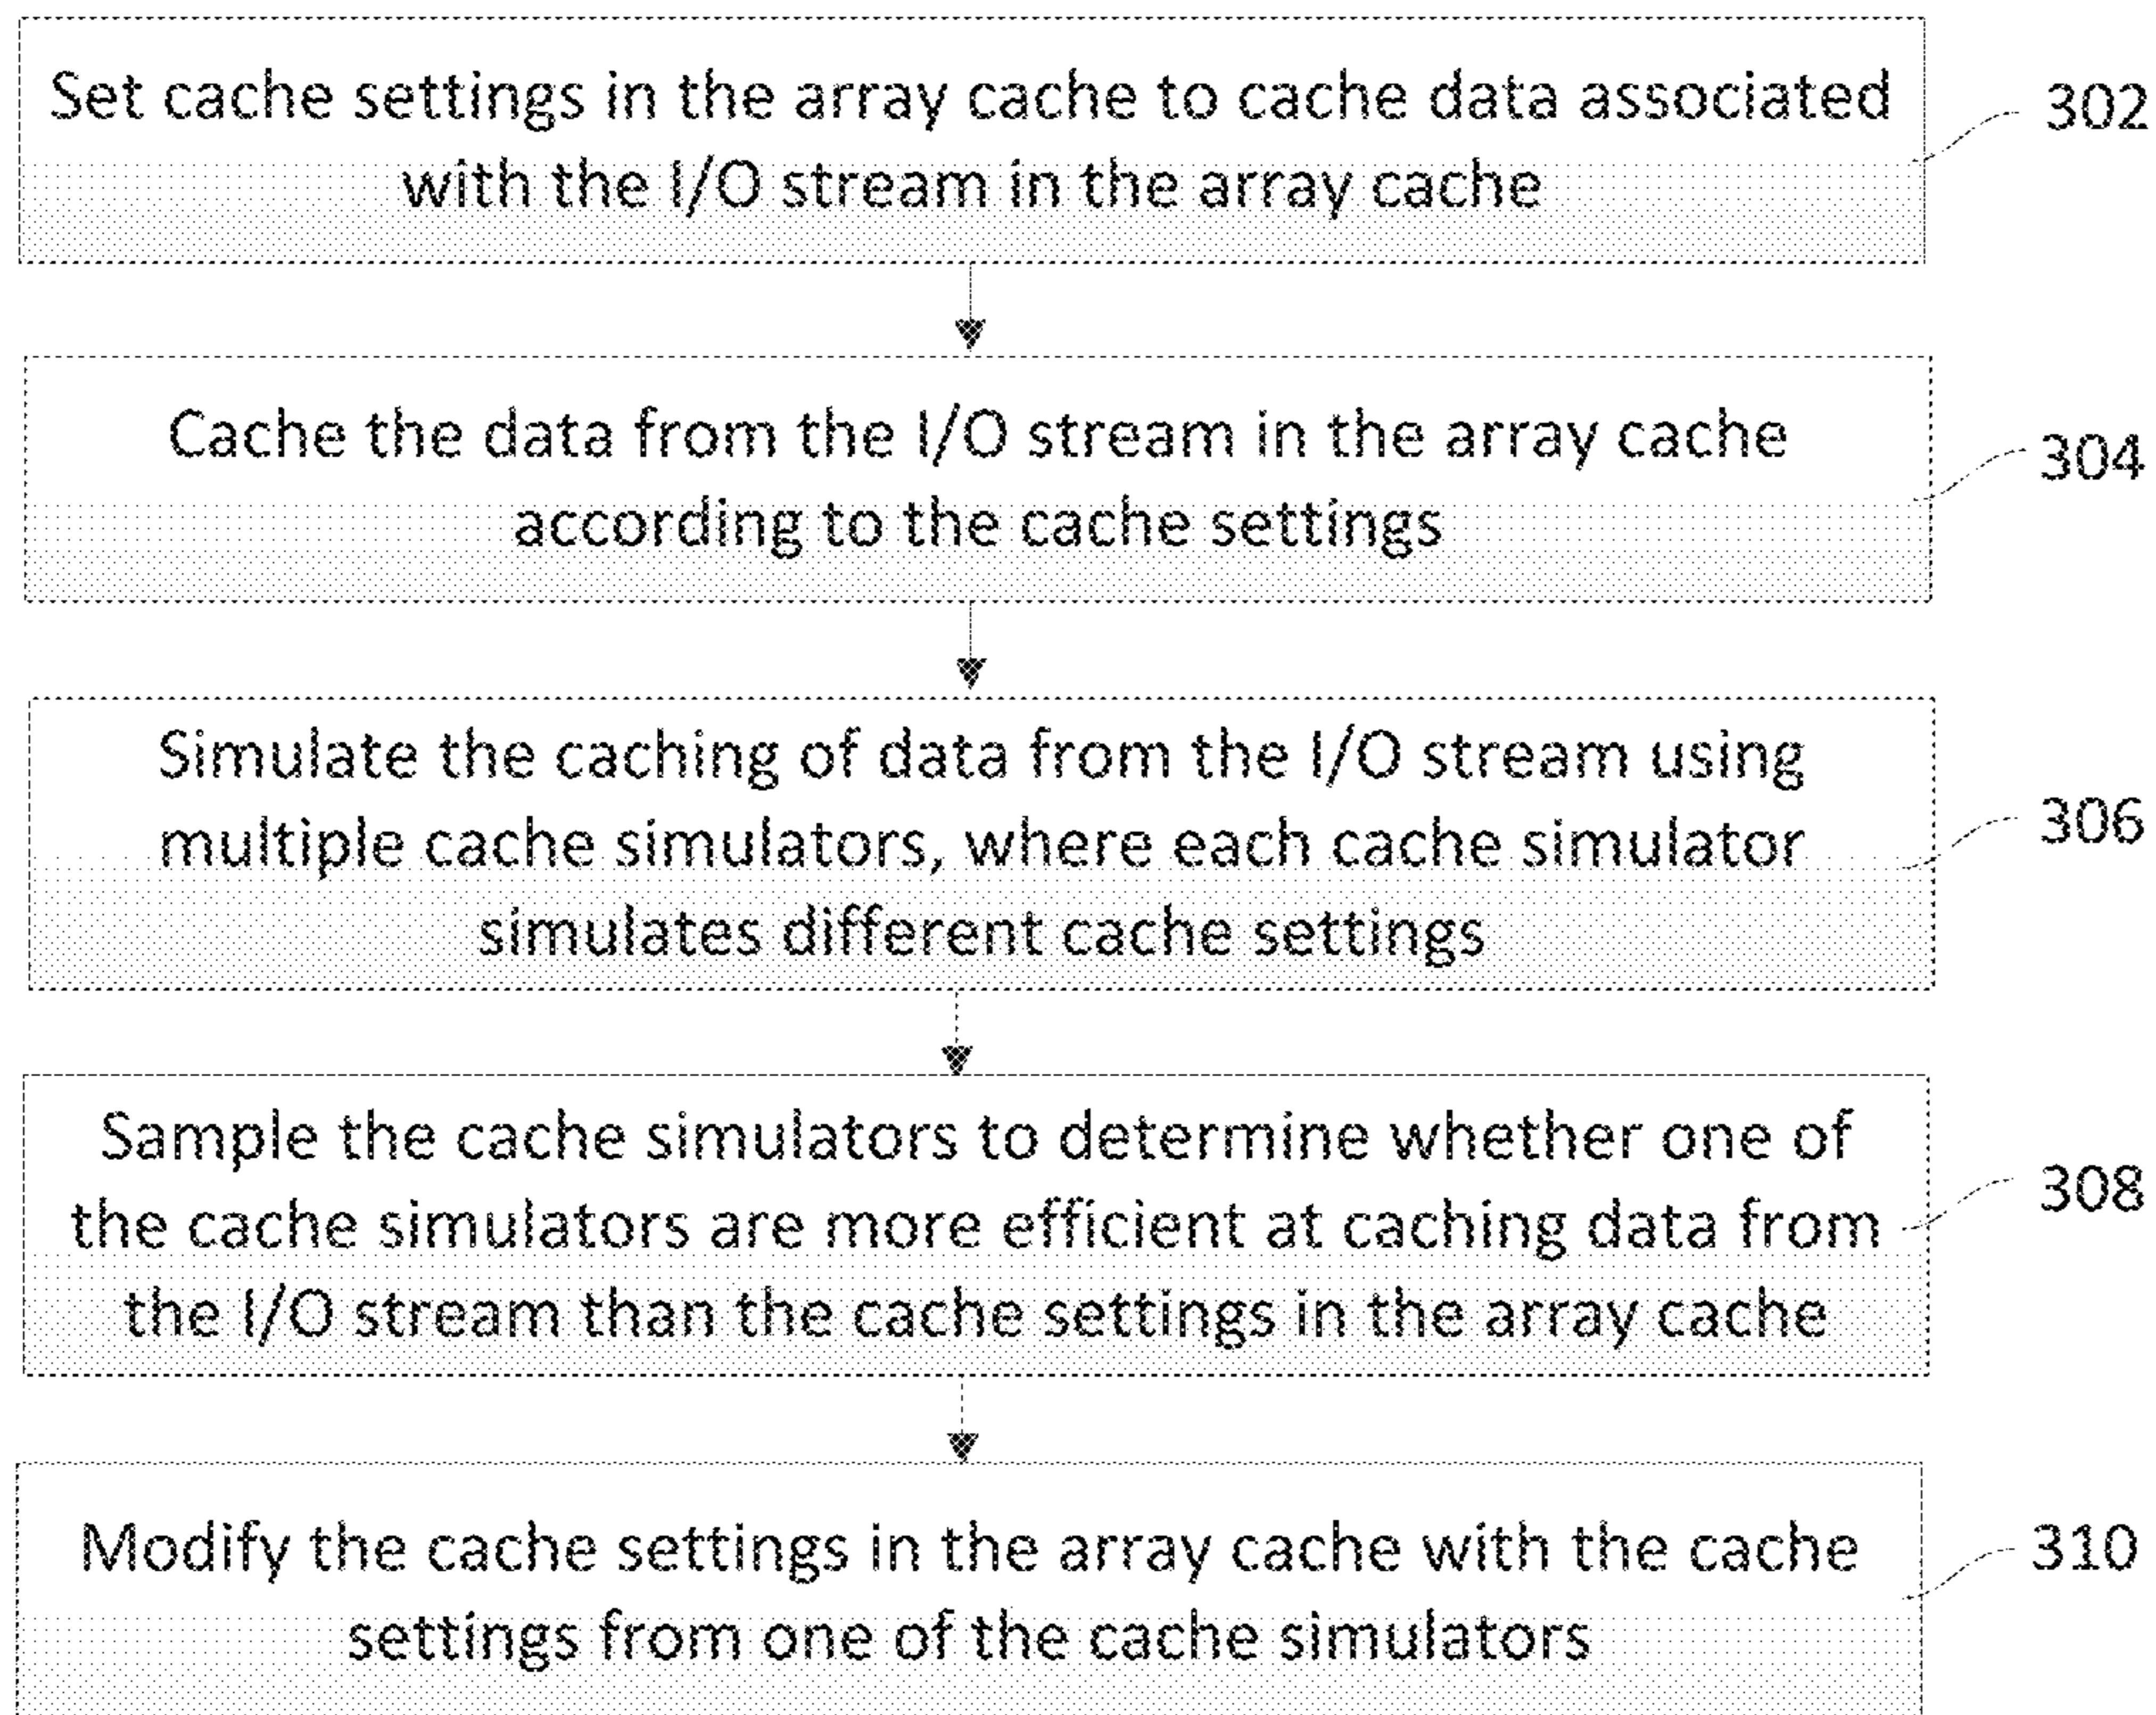 Set cache settings in the array cache to cache data associated
with the I/O stream in the array cache
302
Cache the data from the I/O stream in the array cache
according to the cache settings
304
Simulate the caching of data from the I/O stream using
multiple cache simulators, where each cache simulator
simulates different cache settings
306
Sample the cache simulators to determine whether one of
the cache simulators are more efficient at caching data from
the I/O stream than the cache settings in the array cache
308
Modify the cache settings in the array cache with the cache
settings from one of the cache simulators
310